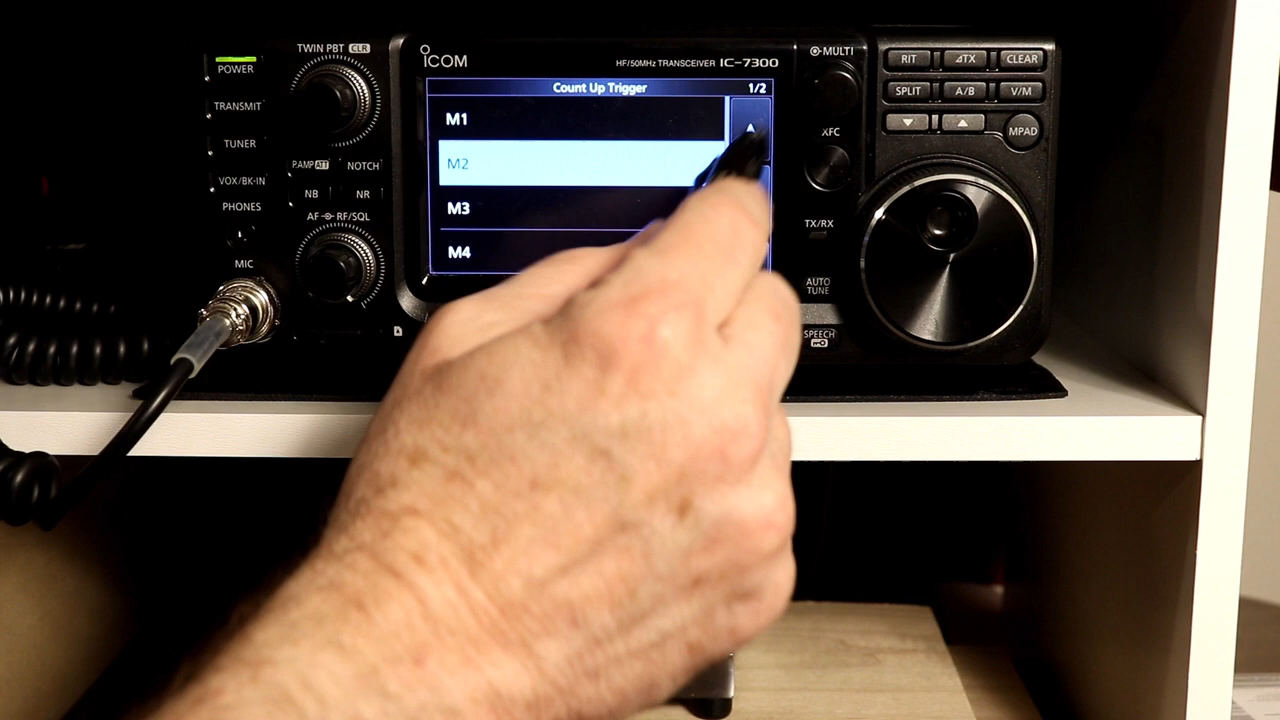 POWER
TRANSMIT
TUNER
VOX/BK-IN
PHONES
MIC
TWIN PBT CLR
P.AMP ATT NOTCH
NB NR
AF RF/SQL
ICOM
HF/50MHz TRANSCEIVER IC-7300
Count Up Trigger 1/2
M1
M2
M3
M4
MULTI
XFC
TX/RX
AUTO
TUNE
SPEECH
RIT ⊿TX CLEAR
SPLIT A/B V/M
MPAD